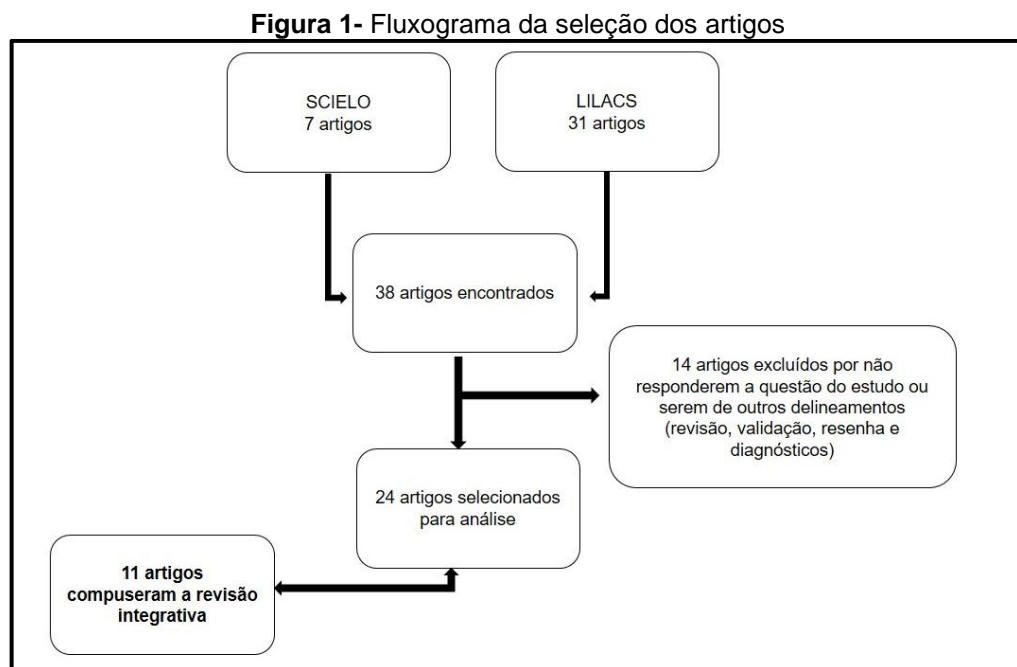 Figura 1- Fluxograma da seleção dos artigos
SCIELO
7 artigos
LILACS
31 artigos
38 artigos encontrados
14 artigos excluídos por não
responderem a questão do estudo ou
serem de outros delineamentos
(revisão, validação, resenha e
diagnósticos)
24 artigos selecionados
para análise
11 artigos
compuseram a revisão
integrativa